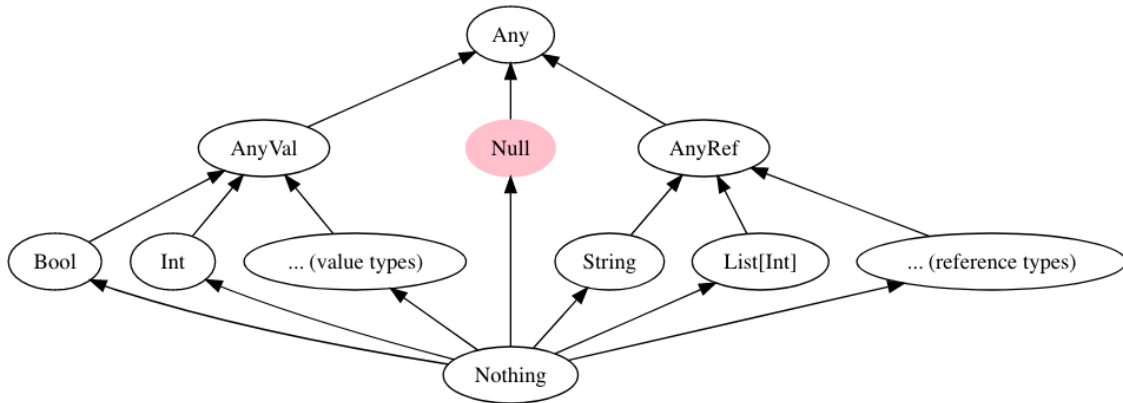 Any
AnyVal
Null
AnyRef
Bool
Int
... (value types)
String
List[Int]
... (reference types)
Nothing